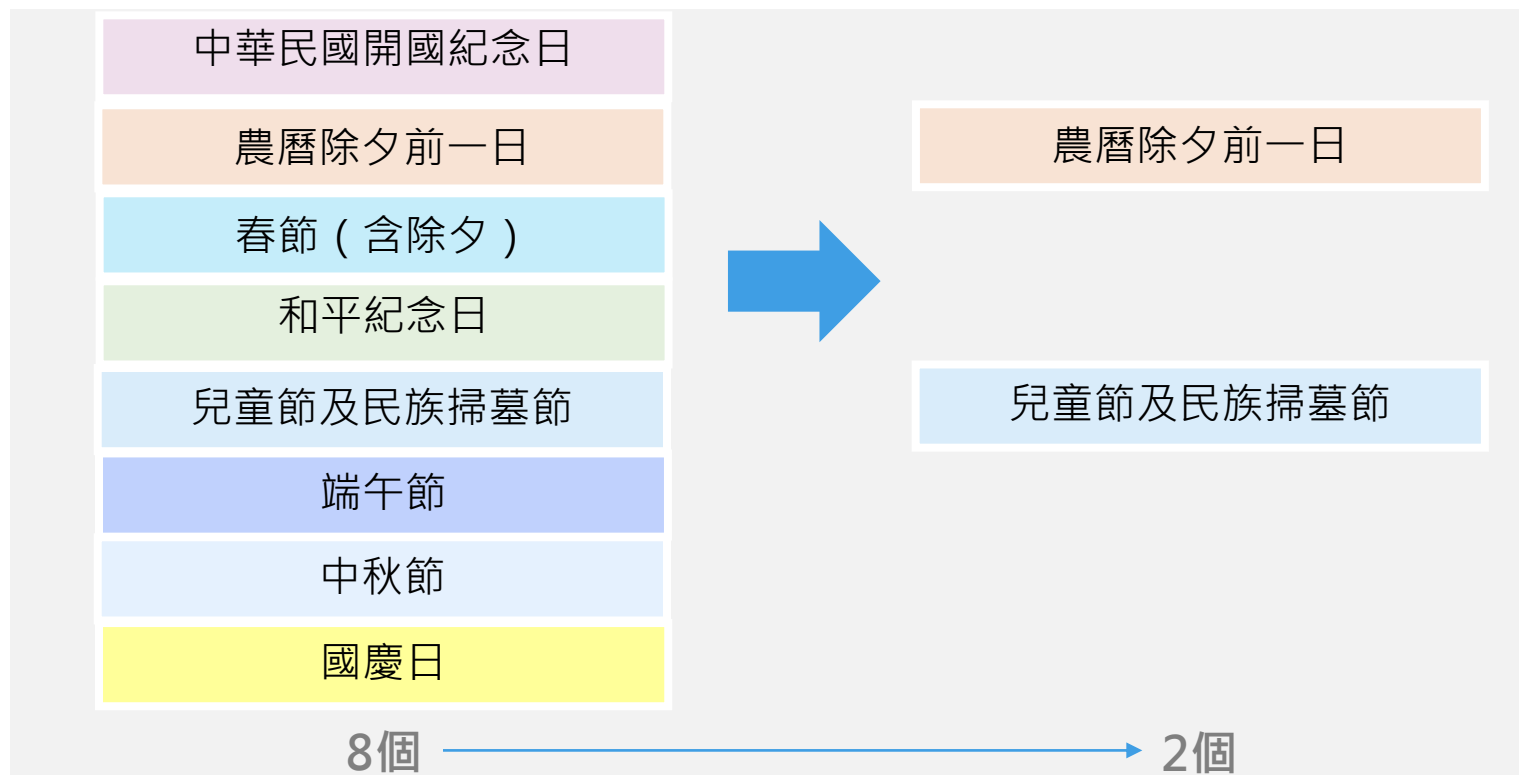 中華民國開國紀念日
農曆除夕前一日
春節(含除夕)
和平紀念日
兒童節及民族掃墓節
端午節
中秋節
國慶日
8個
農曆除夕前一日
兒童節及民族掃墓節
2個